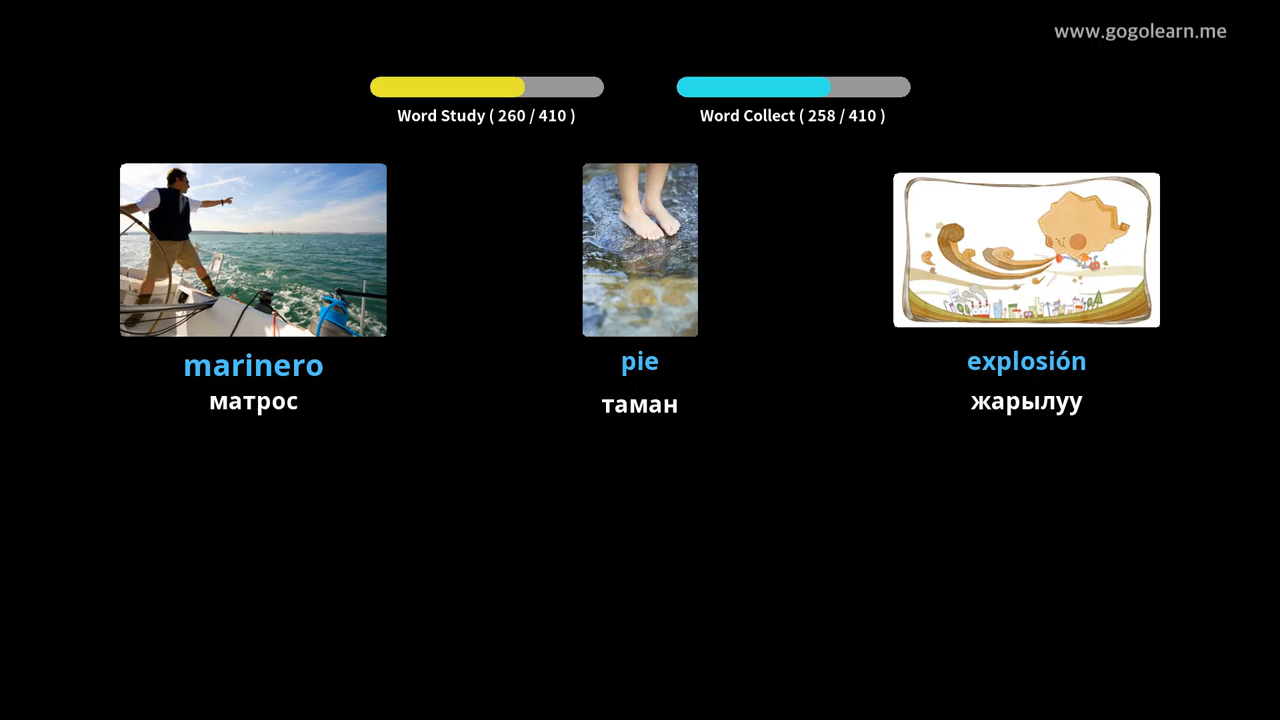 www.gogolearn.me
Word Study ( 260 / 410 )
Word Collect ( 258 / 410 )
marinero
матрос
pie
таман
explosión
жарылуу